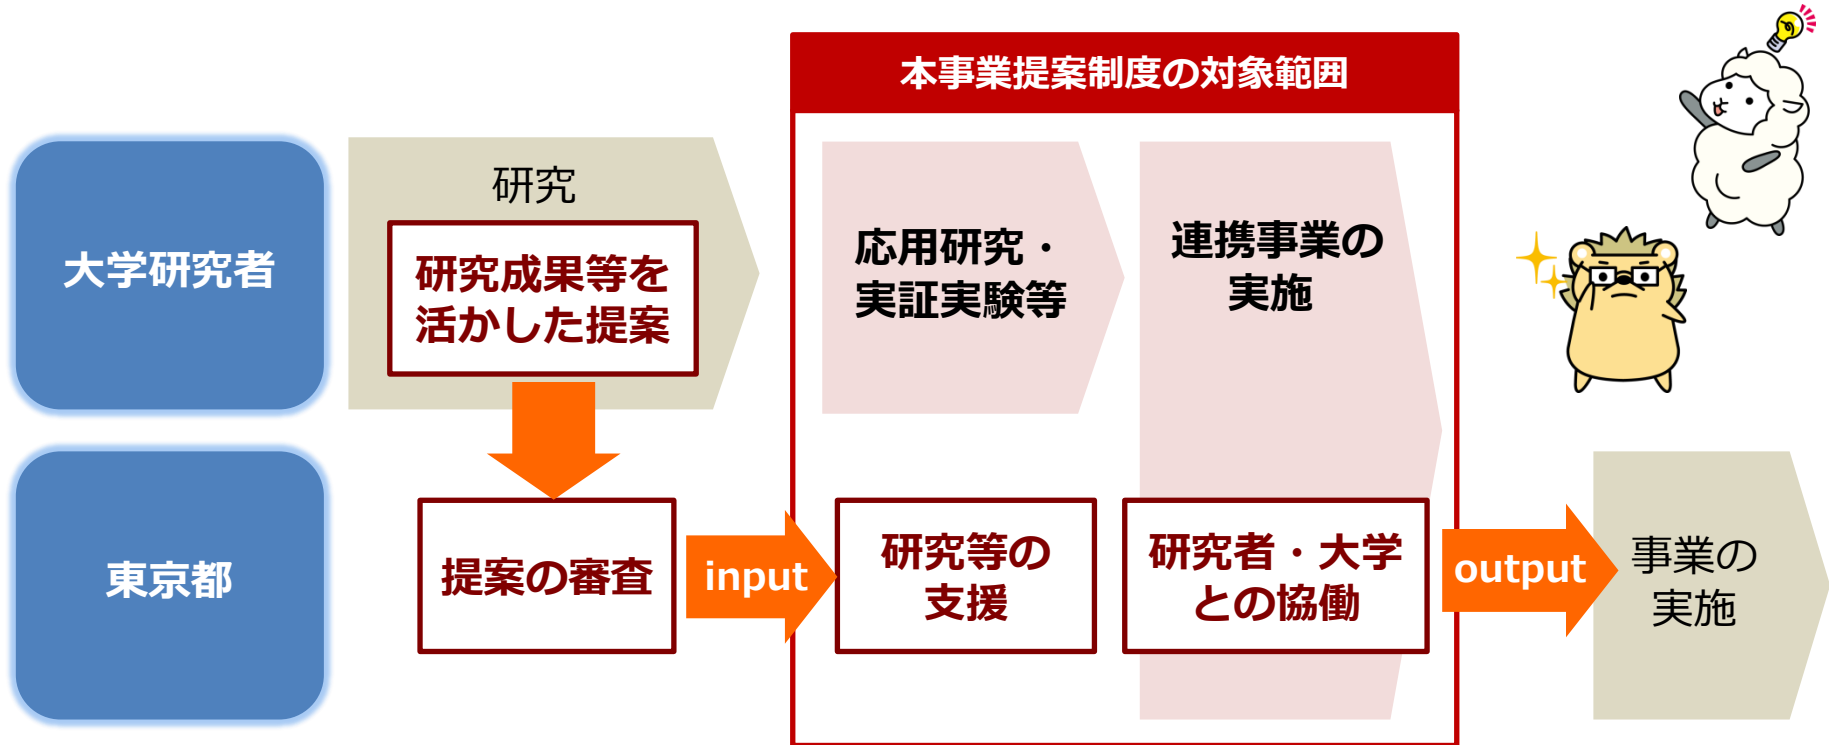 本事業提案制度の対象範囲
大学研究者
研究
研究成果等を
活かした提案
応用研究・
実証実験等
連携事業の
実施
東京都
提案の審査
input
研究等の
支援
研究者・大学
との協働
output
事業の
実施